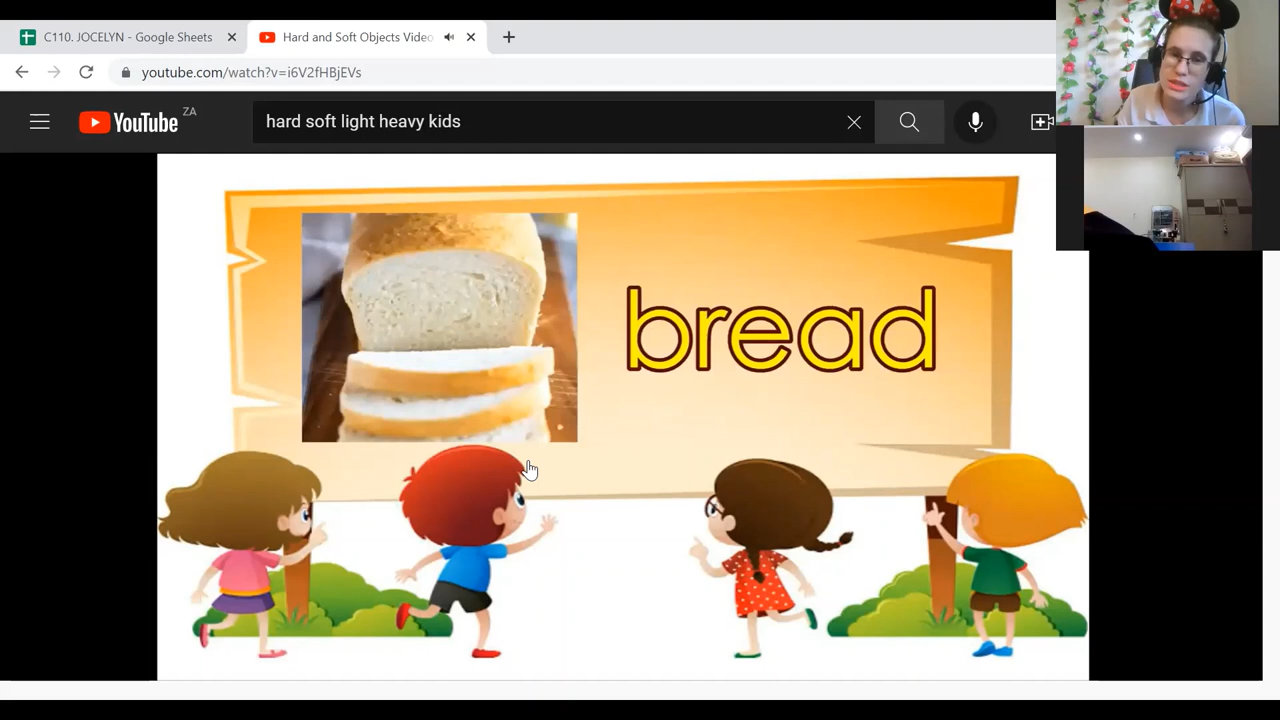 C110. JOCELYN - Google Sheets
Hard and Soft Objects Video
youtube.com/watch?v=i6V2fHBjEVs
YouTube ZA
hard soft light heavy kids
bread